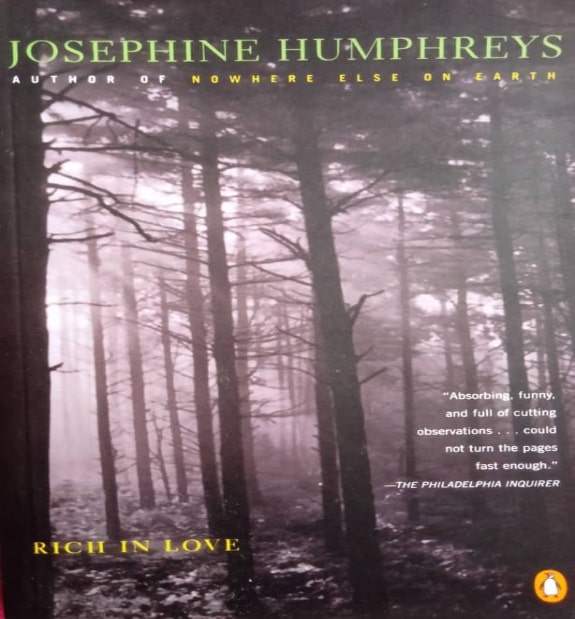 JOSEPHINE HUMPHREYS
AUTHOR OF NOWHERE ELSE ON EARTH
"Absorbing, funny,
and full of cutting
observations . . . could
not turn the pages
fast enough."
—THE PHILADELPHIA INQUIRER
RICH IN LOVE